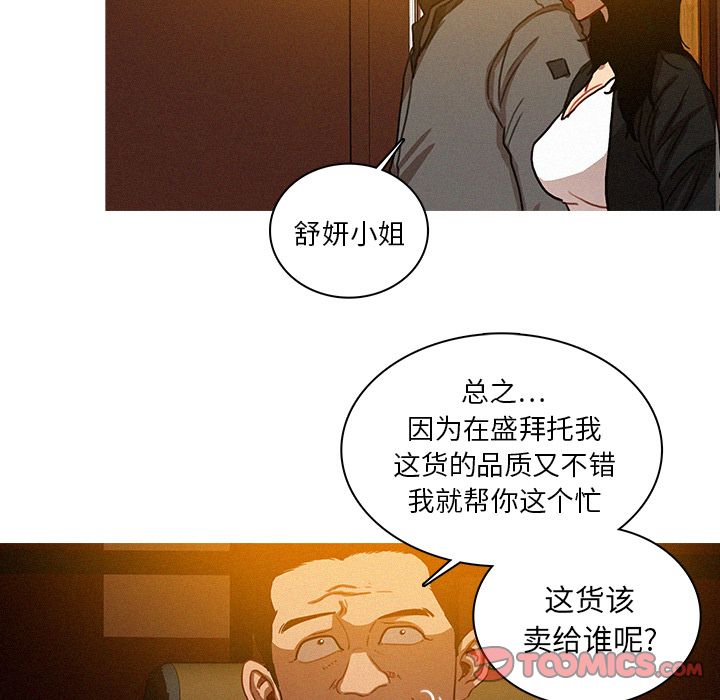 舒妍小姐
总之...
因为在盛拜托我
这货的品质又不错
我就帮你这个忙
这货该
卖给谁呢?
TOOMICS.COM